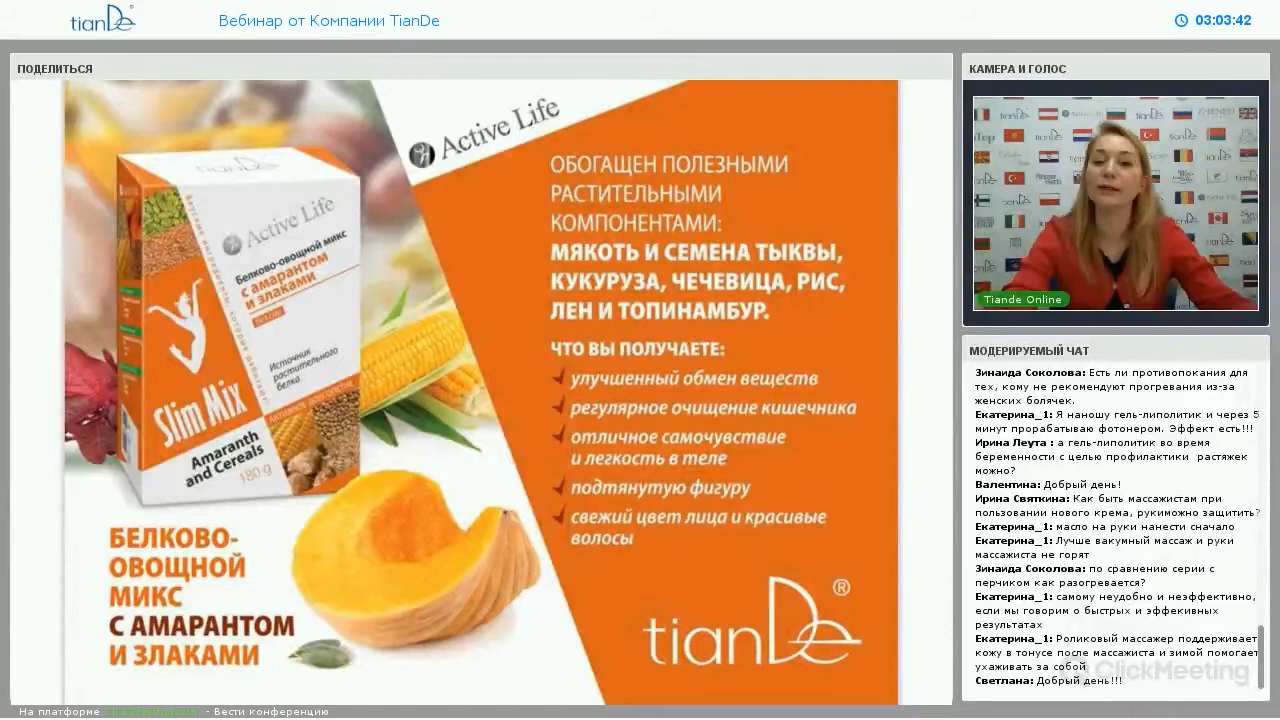 tianDe®
Вебинар от Компании TianDe
03:03:42
ПОДЕЛИТЬСЯ
КАМЕРА И ГОЛОС
Active Life
ОБОГАЩЕН ПОЛЕЗНЫМИ
РАСТИТЕЛЬНЫМИ
КОМПОНЕНТАМИ:
МЯКОТЬ И СЕМЕНА ТЫКВЫ,
КУКУРУЗА, ЧЕЧЕВИЦА, РИС,
ЛЕН И ТОПИНАМБУР.
ЧТО ВЫ ПОЛУЧАЕТЕ:
улучшенный обмен веществ
регулярное очищение кишечника
отличное самочувствие
и легкость в теле
подтянутую фигуру
свежий цвет лица и красивые
волосы
tianDe®
tianDe
Active Life
Белково-овощной микс
с амарантом
и злаками
Источник
растительного
белка
Slim Mix
Amaranth
and Cereals
180 g
БЕЛКОВО-
ОВОЩНОЙ
МИКС
С АМАРАНТОМ
И ЗЛАКАМИ
Tiande Online
МОДЕРИРУЕМЫЙ ЧАТ
Зинаида Соколова: Есть ли противопокания для
тех, кому не рекомендуют прогревания из-за
женских болячек.
Екатерина_1: Я наношу гель-липолитик и через 5
минут прорабатываю фотонером. Эффект есть!!!
Ирина Леута : а гель-липолитик во время
беременности с целью профилактики растяжек
можно?
Валентина: Добрый день!
Ирина Святкина: Как быть массажистам при
пользовании нового крема, рукиможно защитить?
Екатерина_1: масло на руки нанести сначало
Екатерина_1: Лучше вакумный массаж и руки
массажиста не горят
Зинаида Соколова: по сравнению серии с
перчиком как разогревается?
Екатерина_1: самому неудобно и неэффективно,
если мы говорим о быстрых и эффекивных
результатах
Екатерина_1: Роликовый массажер поддерживает
кожу в тонусе после массажиста и зимой помогает
ухаживать за собой
Светлана: Добрый день!!!
ClickMeeting
На платформе
- Вести конференцию